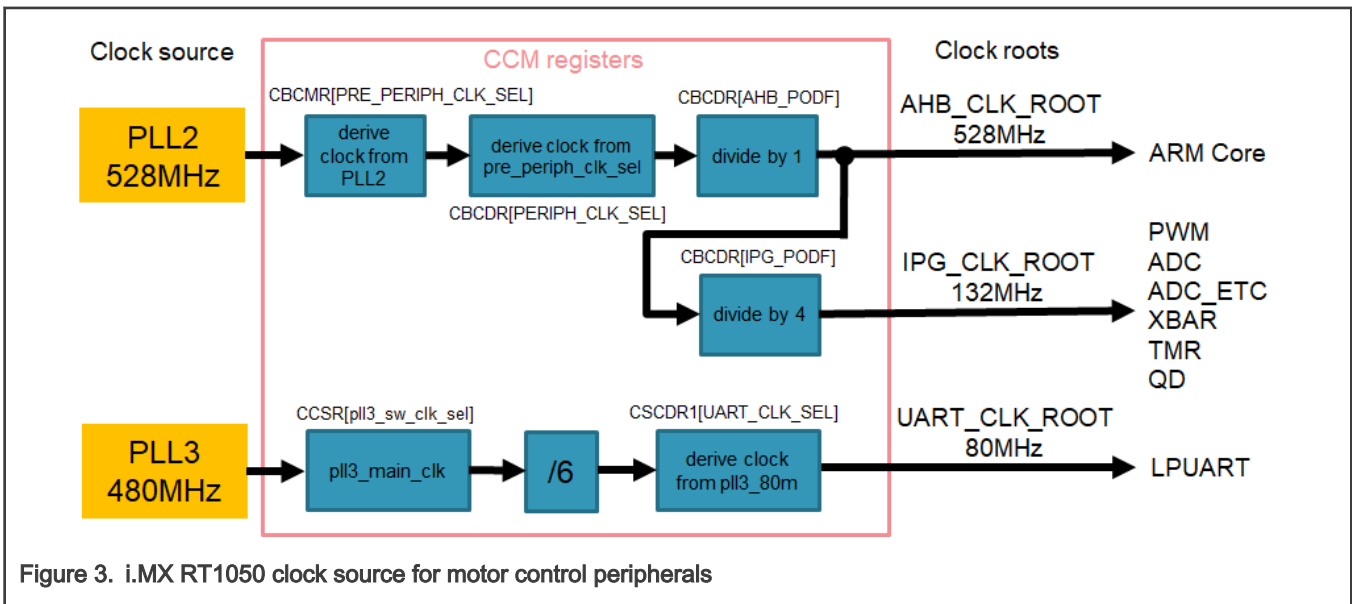 Clock source
CCM registers
Clock roots
CBCMR[PRE_PERIPH_CLK_SEL]
CBCDR[AHB_PODF]
AHB_CLK_ROOT
528MHz
PLL2
528MHz
derive
clock from
PLL2
derive clock from
pre_periph_clk_sel
divide by 1
ARM Core
CBCDR[PERIPH_CLK_SEL]
CBCDR[IPG_PODF]
IPG_CLK_ROOT
132MHz
divide by 4
PWM
ADC
ADC_ETC
XBAR
TMR
QD
CCSR[pll3_sw_clk_sel]
CSCDR1[UART_CLK_SEL]
UART_CLK_ROOT
80MHz
PLL3
480MHz
pll3_main_clk
/6
derive clock
from pll3_80m
LPUART
Figure 3. i.MX RT1050 clock source for motor control peripherals